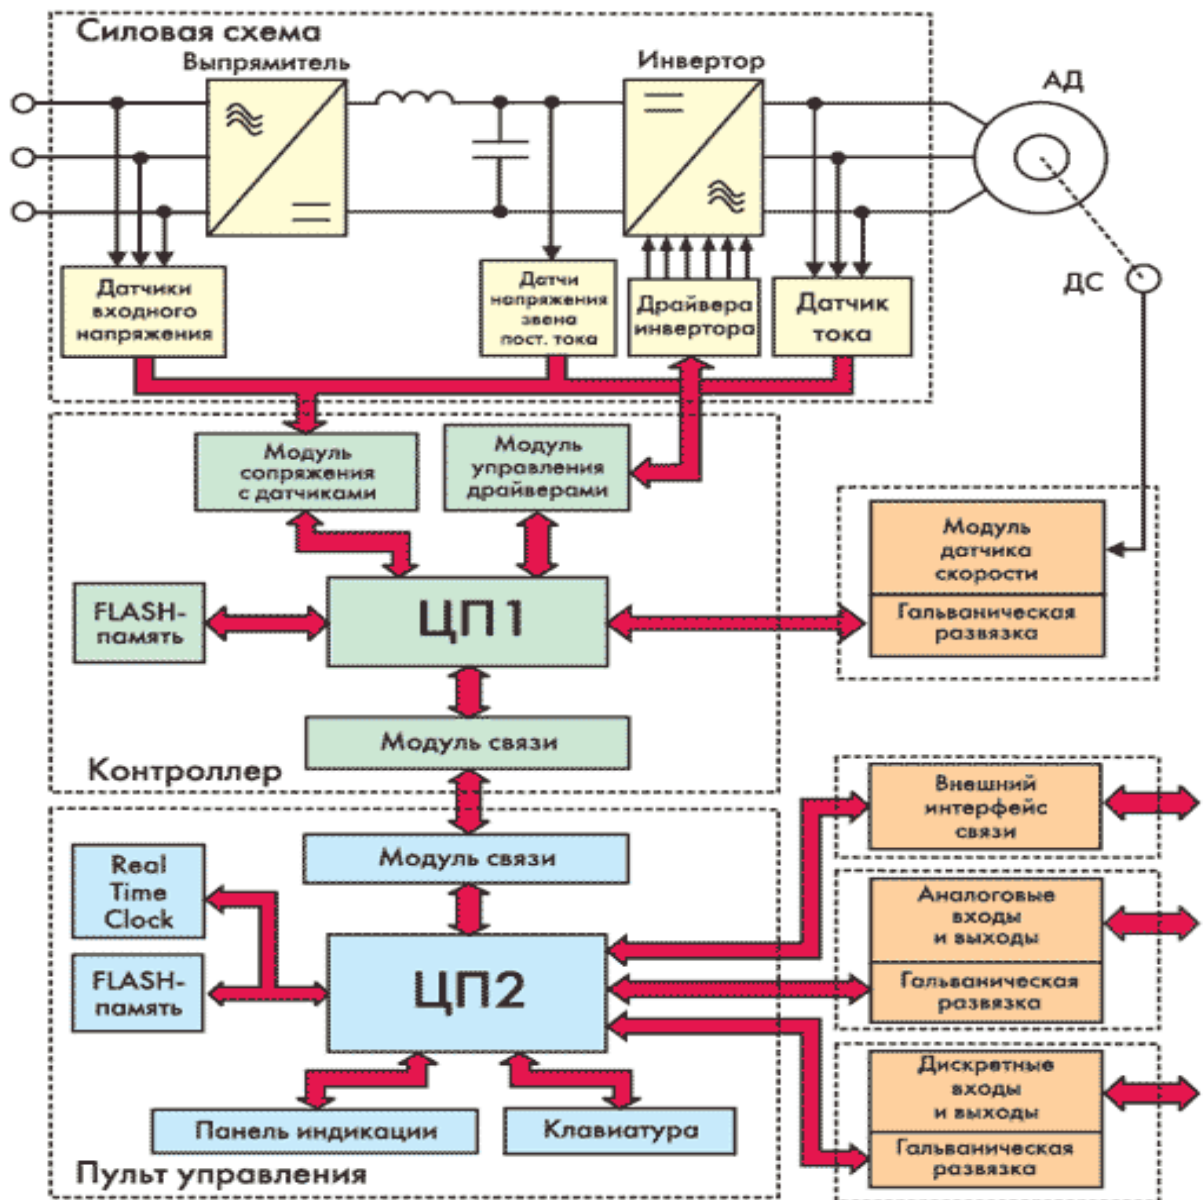 Силовая схема
Выпрямитель
Инвертор
АД
Датчики
входного
напряжения
Датчи
напряжения
звена
пост. тока
Драйвера
инвертора
Датчик
тока
ДС
Модуль
сопряжения
с датчиками
Модуль
управления
драйверами
Модуль
датчика
скорости
Гальваническая
развязка
FLASH-
память
ЦП1
Модуль связи
Контроллер
Внешний
интерфейс
связи
Модуль связи
Real
Time
Clock
Аналоговые
входы
и выходы
Гальваническая
развязка
FLASH-
память
ЦП2
Дискретные
входы
и выходы
Гальваническая
развязка
Панель индикации
Клавиатура
Пульт управления